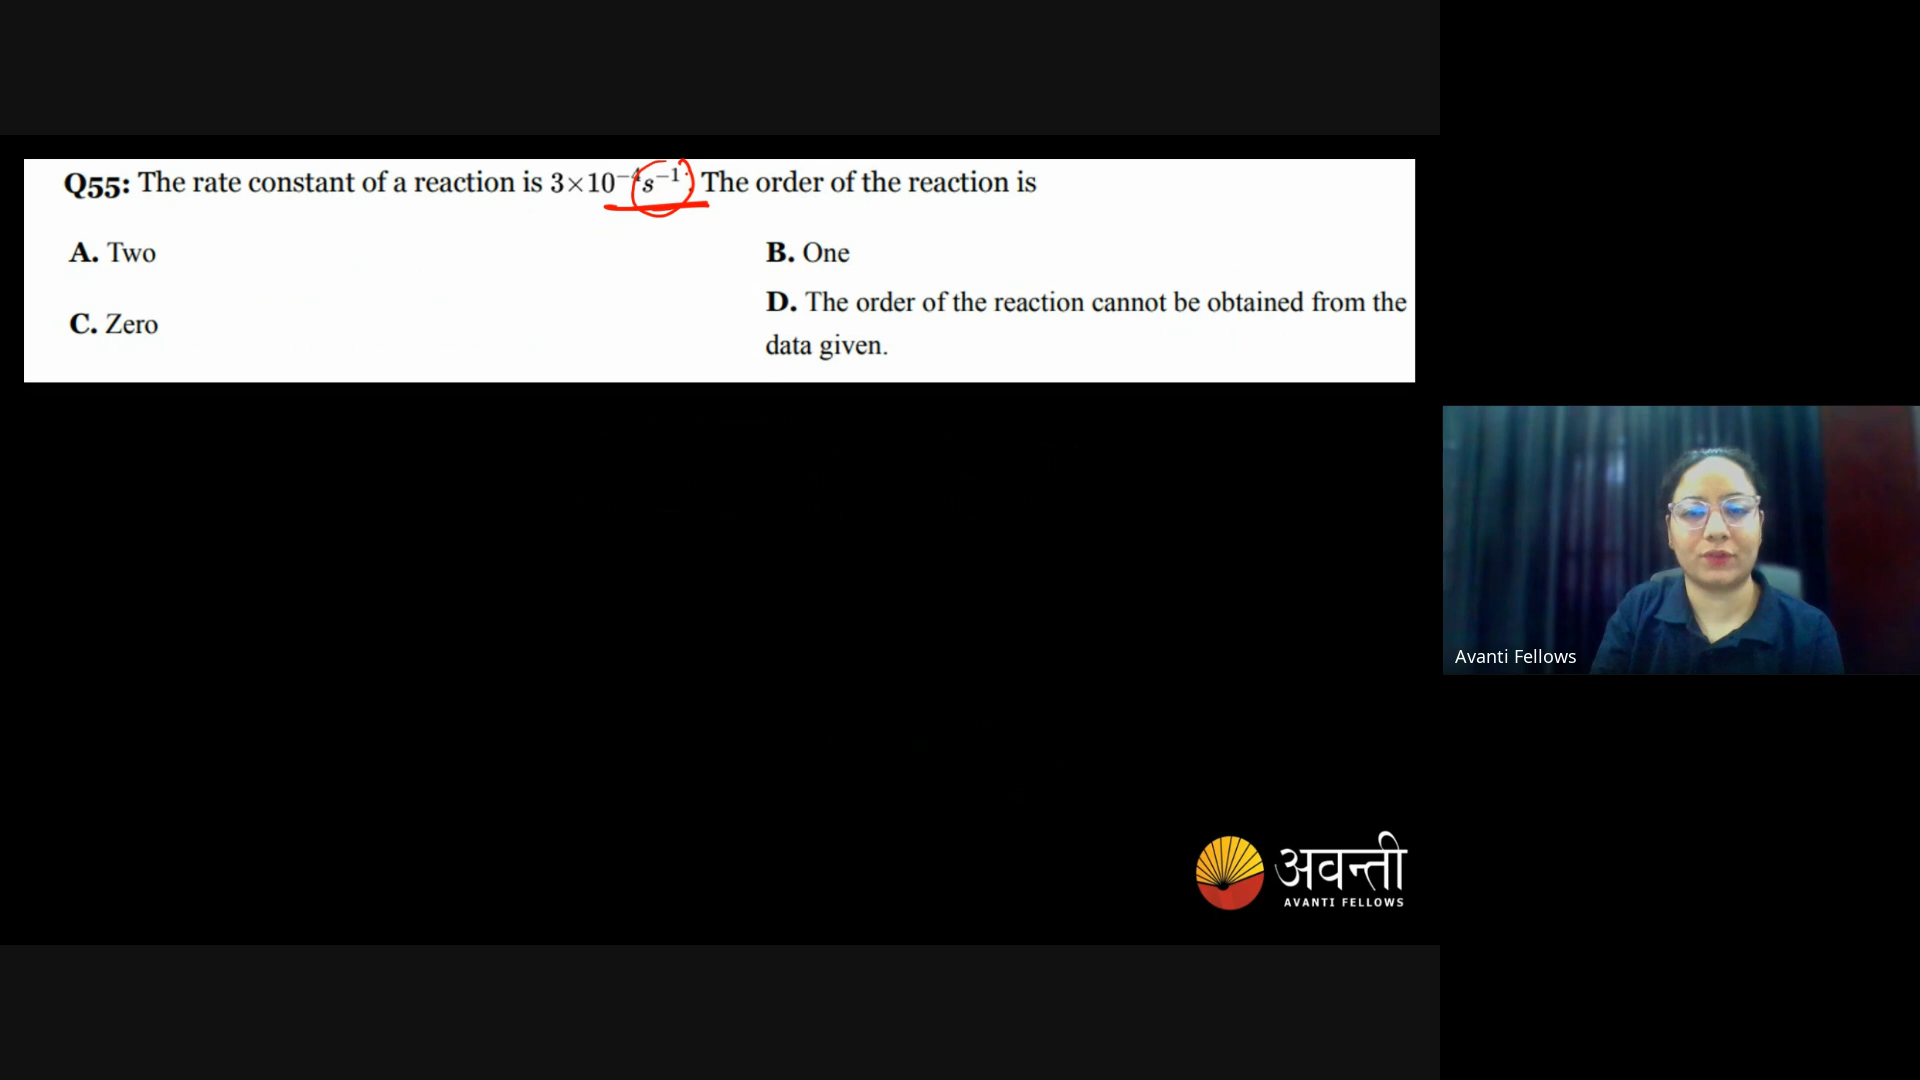 Q55: The rate constant of a reaction is 3×10⁻⁴s⁻¹. The order of the reaction is
A. Two
B. One
C. Zero
D. The order of the reaction cannot be obtained from the
data given.
Avanti Fellows
अवन्ती
AVANTI FELLOWS